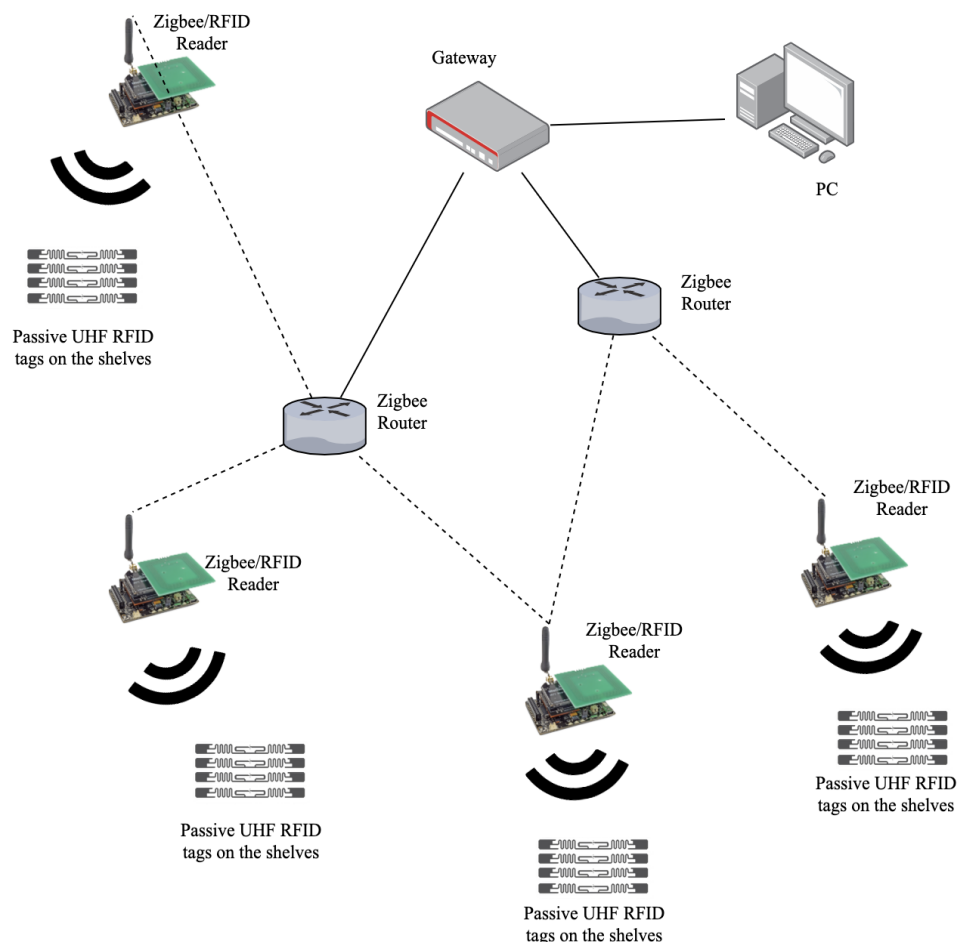 Zigbee/RFID
Reader
Gateway
PC
Passive UHF RFID
tags on the shelves
Zigbee
Router
Zigbee
Router
Zigbee/RFID
Reader
Zigbee/RFID
Reader
Zigbee/RFID
Reader
Passive UHF RFID
tags on the shelves
Passive UHF RFID
tags on the shelves
Passive UHF RFID
tags on the shelves